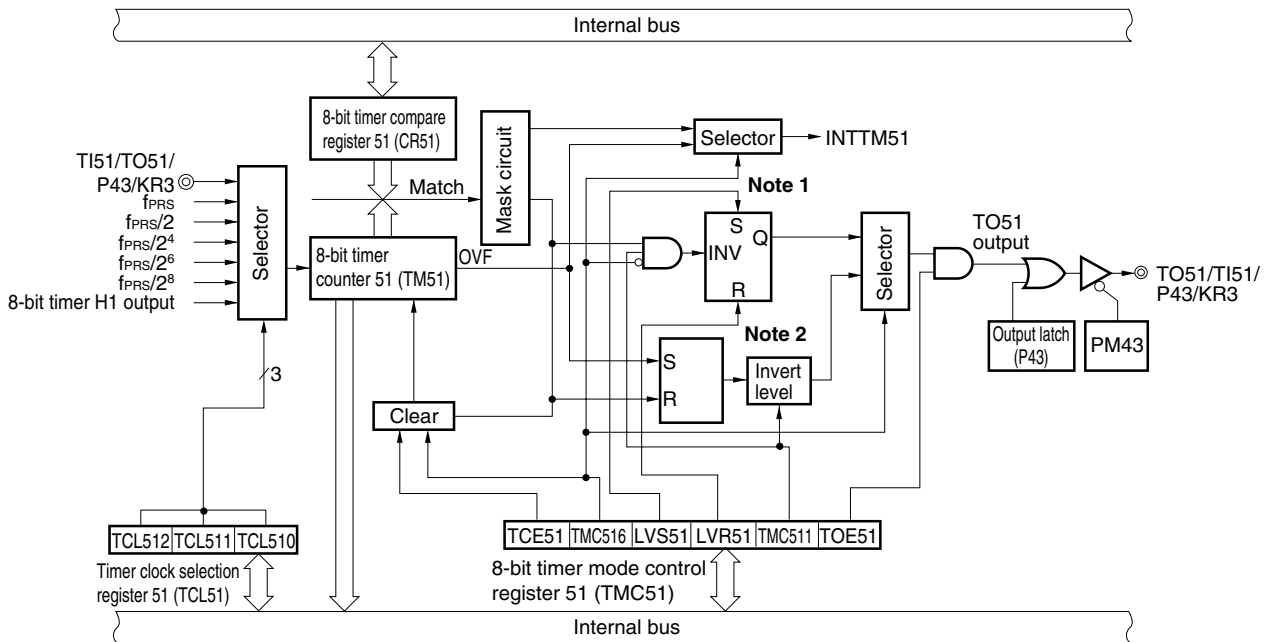 Internal bus
8-bit timer compare
register 51 (CR51)
Mask circuit
Selector
INTTM51
TI51/TO51/
P43/KR3
fPRS
fPRS/2
fPRS/2⁴
fPRS/2⁶
fPRS/2⁸
8-bit timer H1 output
Selector
Match
8-bit timer
counter 51 (TM51)
OVF
Note 1
S
Q
INV
R
Selector
TO51
output
TO51/TI51/
P43/KR3
Output latch
(P43)
PM43
Note 2
S
R
Invert
level
3
Clear
TCL512 TCL511 TCL510
Timer clock selection
register 51 (TCL51)
TCE51 TMC516 LVS51 LVR51 TMC511 TOE51
8-bit timer mode control
register 51 (TMC51)
Internal bus